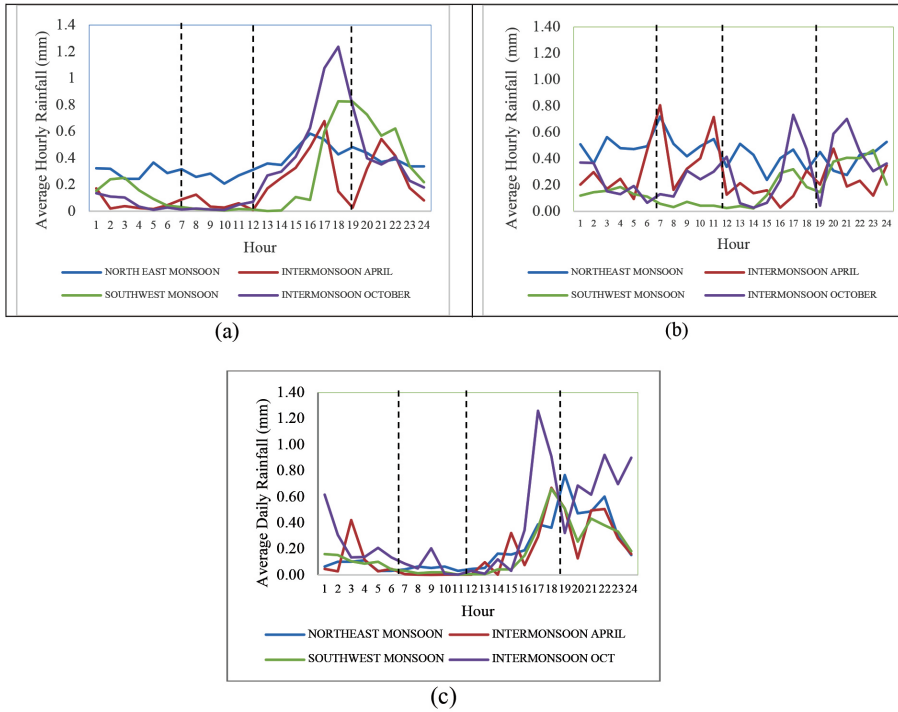 1.4
1.2
1
0.8
0.6
0.4
0.2
0
Average Hourly Rainfall (mm)
1 2 3 4 5 6 7 8 9 10 11 12 13 14 15 16 17 18 19 20 21 22 23 24
Hour
NORTH EAST MONSOON INTERMONSOON APRIL
SOUTHWEST MONSOON INTERMONSOON OCTOBER
(a)
1.40
1.20
1.00
0.80
0.60
0.40
0.20
0.00
Average Hourly Rainfall (mm)
1 2 3 4 5 6 7 8 9 10 11 12 13 14 15 16 17 18 19 20 21 22 23 24
Hour
NORTHEAST MONSOON INTERMONSOON APRIL
SOUTHWEST MONSOON INTERMONSOON OCTOBER
(b)
1.40
1.20
1.00
0.80
0.60
0.40
0.20
0.00
Average Daily Rainfall (mm)
1 2 3 4 5 6 7 8 9 10 11 12 13 14 15 16 17 18 19 20 21 22 23 24
Hour
NORTHEAST MONSOON INTERMONSOON APRIL
SOUTHWEST MONSOON INTERMONSOON OCT
(c)